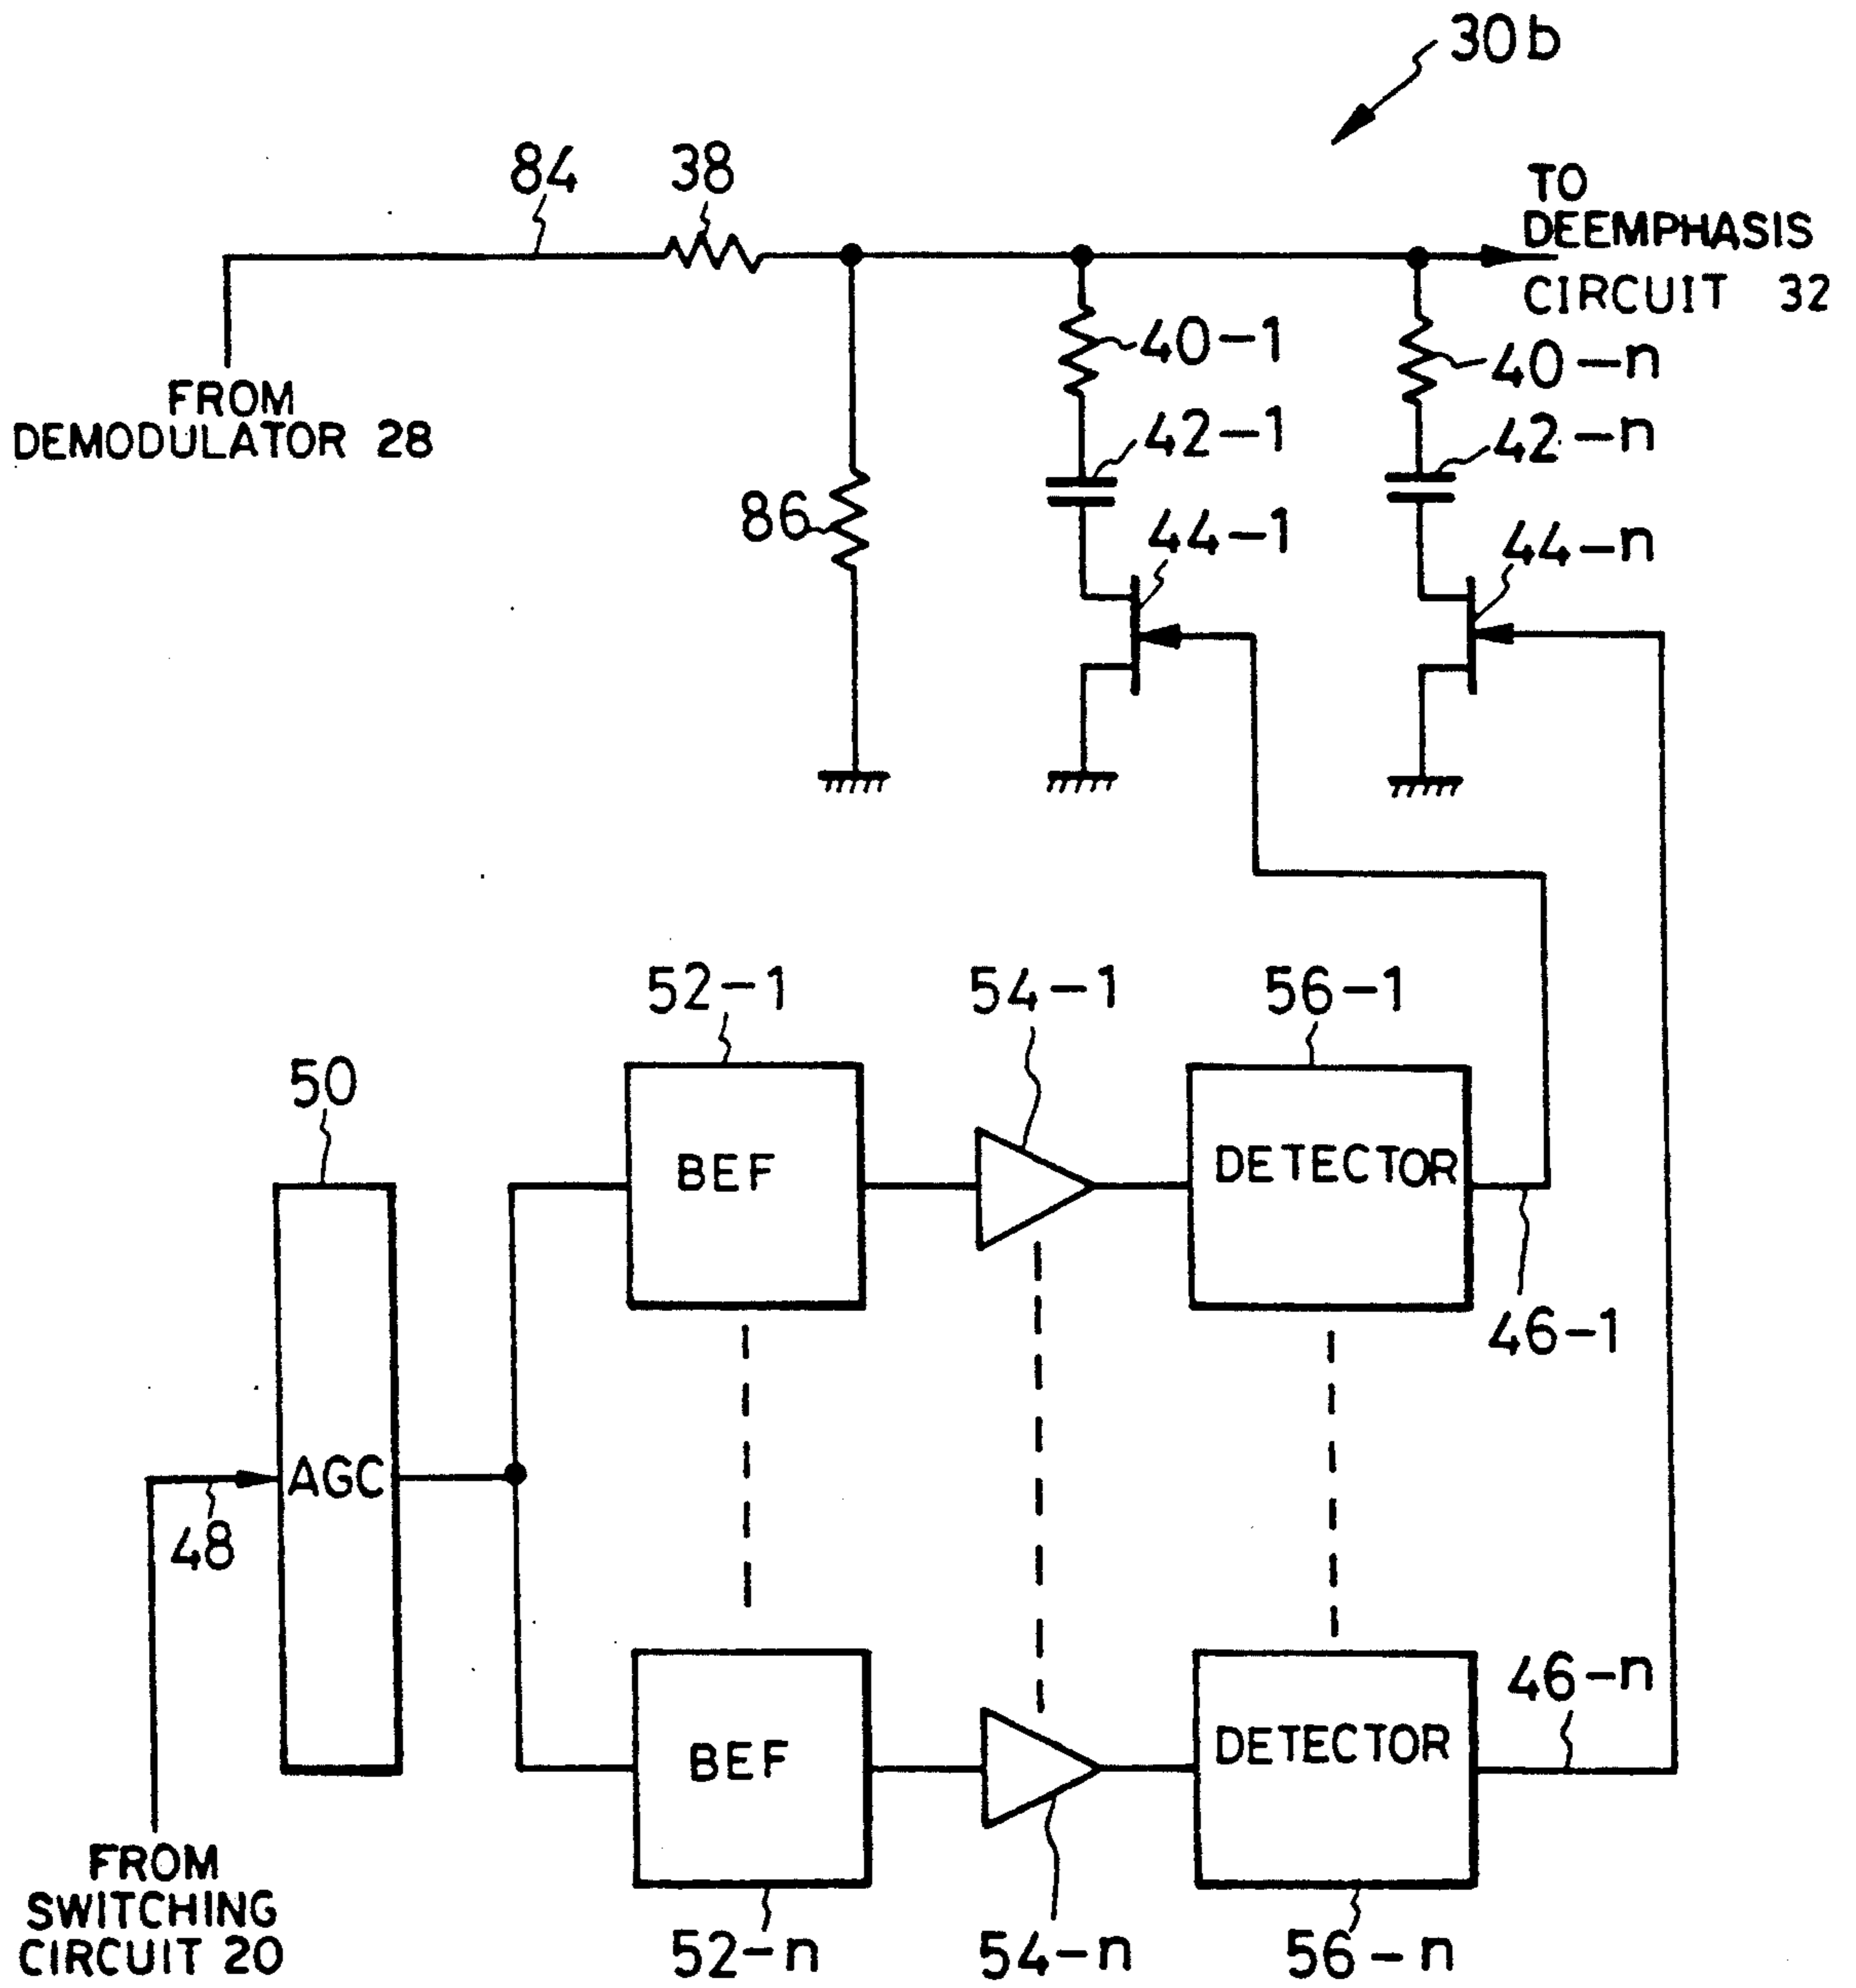 30b
84
38
TO
DEEMPHASIS
CIRCUIT 32
40-1
40-n
FROM
DEMODULATOR 28
42-1
42-n
86
44-1
44-n
52-1
54-1
56-1
50
BEF
DETECTOR
46-1
AGC
48
46-n
BEF
DETECTOR
FROM
SWITCHING
CIRCUIT 20
52-n
54-n
56-n